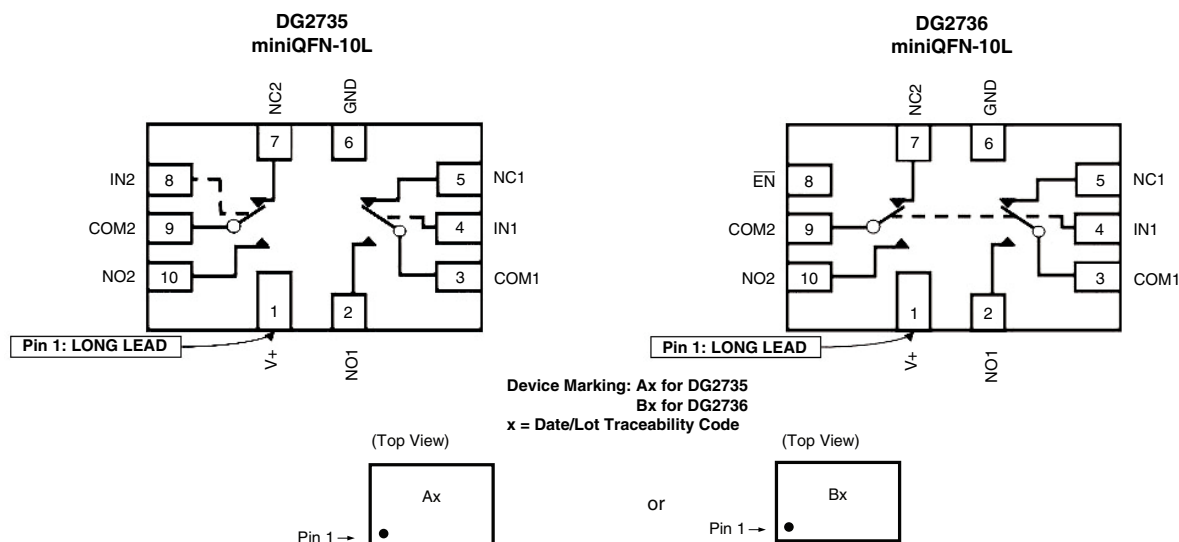 DG2735
miniQFN-10L
NC2
GND
7
6
IN2
8
5
NC1
COM2
9
4
IN1
NO2
10
3
COM1
1
2
Pin 1: LONG LEAD
V+
NO1
DG2736
miniQFN-10L
NC2
GND
7
6
EN
8
5
NC1
COM2
9
4
IN1
NO2
10
3
COM1
1
2
Pin 1: LONG LEAD
V+
NO1
Device Marking: Ax for DG2735
Bx for DG2736
x = Date/Lot Traceability Code
(Top View)
Ax
Pin 1
or
(Top View)
Bx
Pin 1